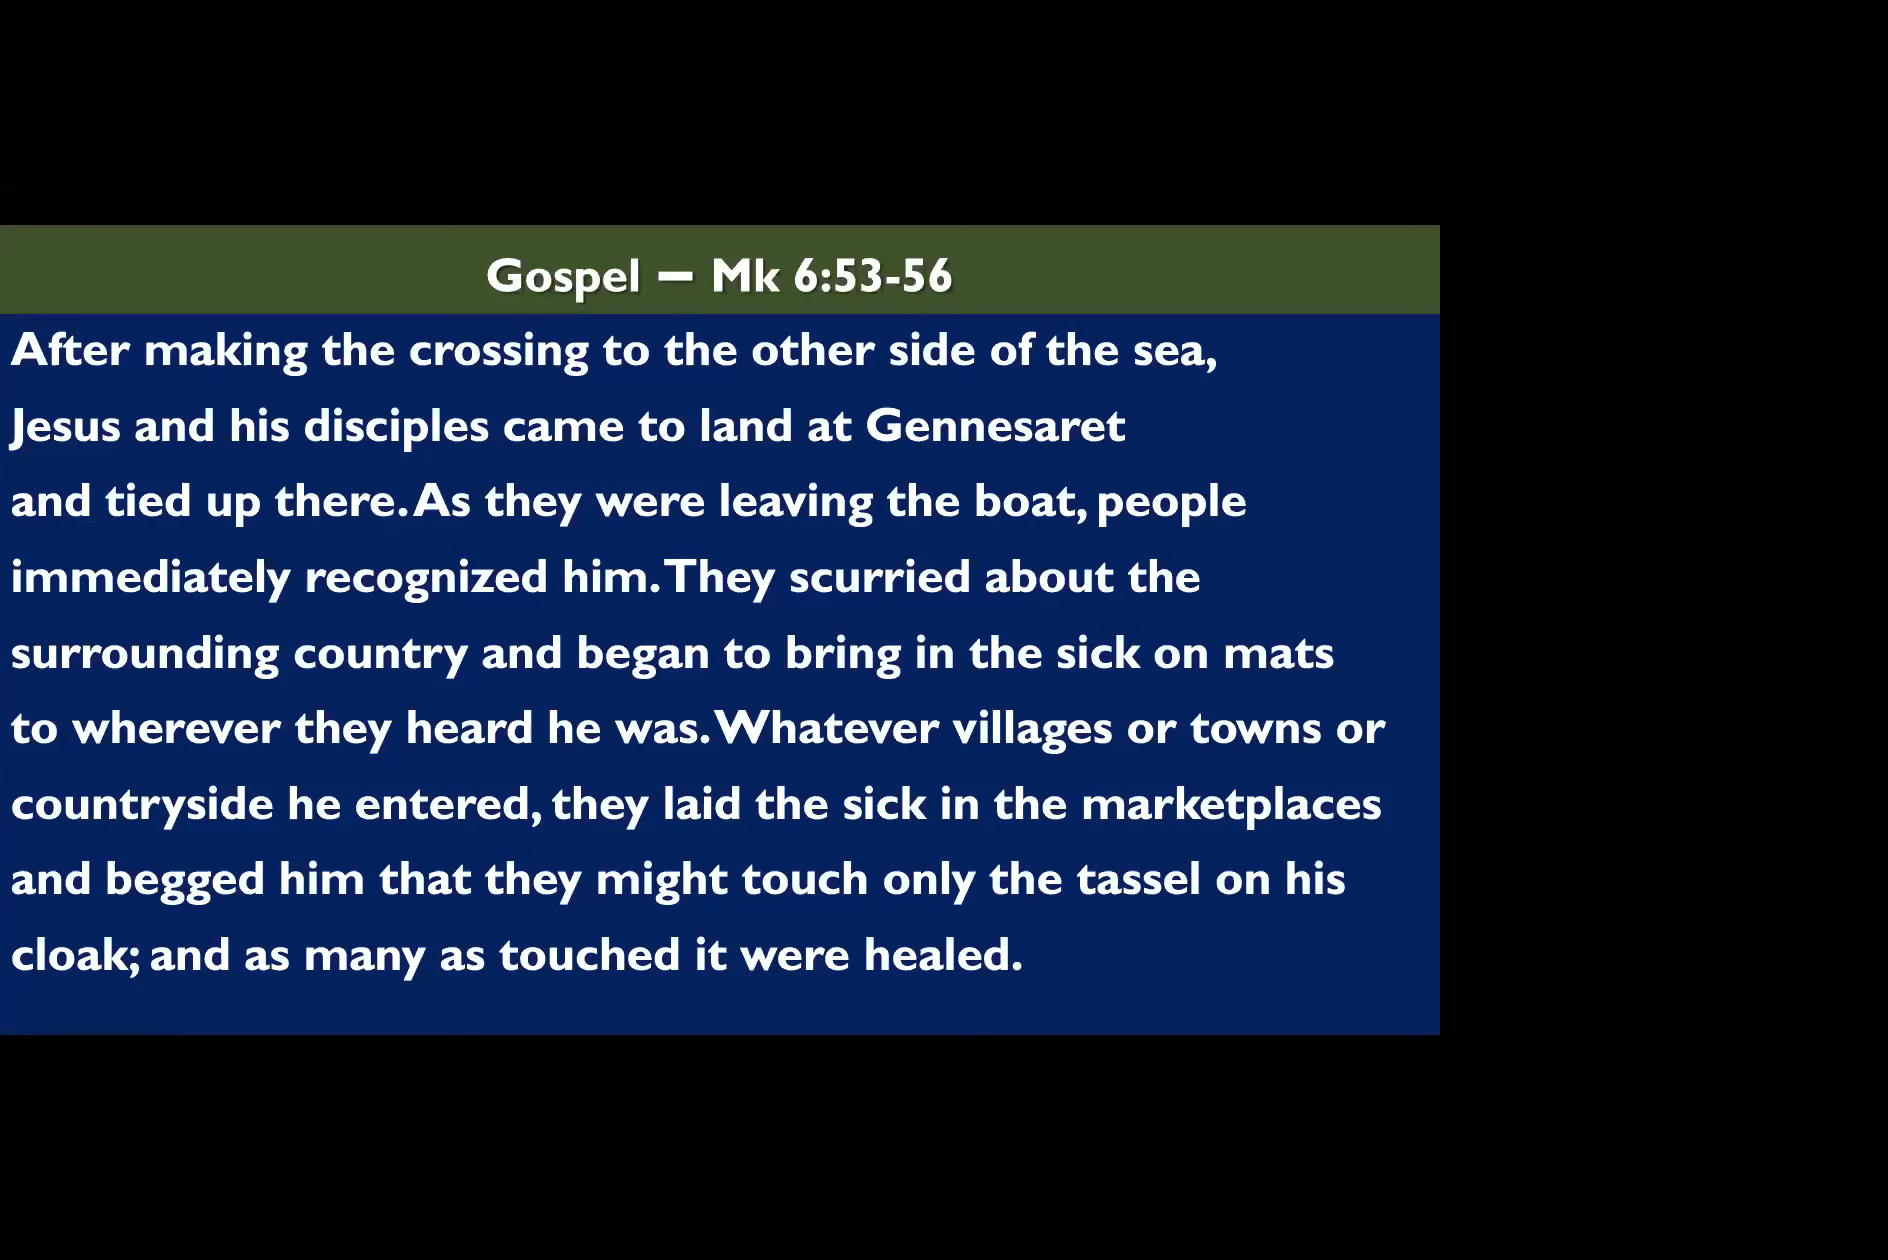 Gospel — Mk 6:53-56
After making the crossing to the other side of the sea,
Jesus and his disciples came to land at Gennesaret
and tied up there. As they were leaving the boat, people
immediately recognized him. They scurried about the
surrounding country and began to bring in the sick on mats
to wherever they heard he was. Whatever villages or towns or
countryside he entered, they laid the sick in the marketplaces
and begged him that they might touch only the tassel on his
cloak; and as many as touched it were healed.